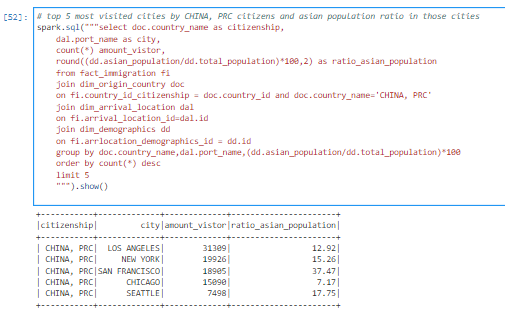 [52]: # top 5 most visited cities by CHINA, PRC citizens and asian population ratio in those cities
spark.sql("""select doc.country_name as citizenship,
dal.port_name as city,
count(*) amount_vistor,
round((dd.asian_population/dd.total_population)*100,2) as ratio_asian_population
from fact_immigration fi
join dim_origin_country doc
on fi.country_id_citizenship = doc.country_id and doc.country_name='CHINA, PRC'
join dim_arrival_location dal
on fi.arrival_location_id=dal.id
join dim_demographics dd
on fi.arrlocation_demographics_id = dd.id
group by doc.country_name,dal.port_name,(dd.asian_population/dd.total_population)*100
order by count(*) desc
limit 5
""").show()
+-----------+-------------+-------------+----------------------+
|citizenship|         city|amount_vistor|ratio_asian_population|
+-----------+-------------+-------------+----------------------+
| CHINA, PRC|  LOS ANGELES|        31309|                 12.92|
| CHINA, PRC|     NEW YORK|        19926|                 15.26|
| CHINA, PRC|SAN FRANCISCO|        18905|                 37.47|
| CHINA, PRC|      CHICAGO|        15090|                  7.17|
| CHINA, PRC|      SEATTLE|         7498|                 17.75|
+-----------+-------------+-------------+----------------------+